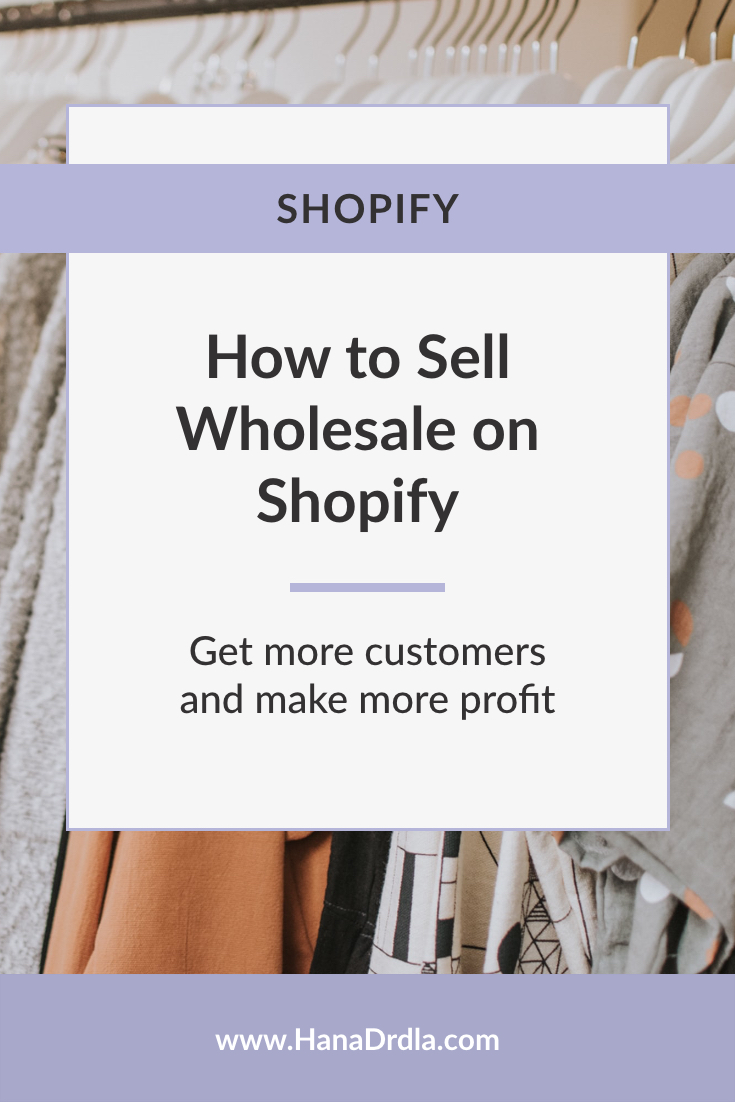 SHOPIFY
How to Sell
Wholesale on
Shopify
Get more customers
and make more profit
www.HanaDrdla.com